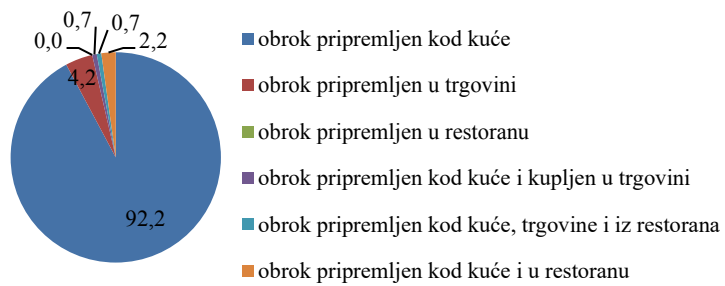 0,7
0,7
0,0
2,2
4,2
92,2
obrok pripremljen kod kuće
obrok pripremljen u trgovini
obrok pripremljen u restoranu
obrok pripremljen kod kuće i kupljen u trgovini
obrok pripremljen kod kuće, trgovine i iz restorana
obrok pripremljen kod kuće i u restoranu